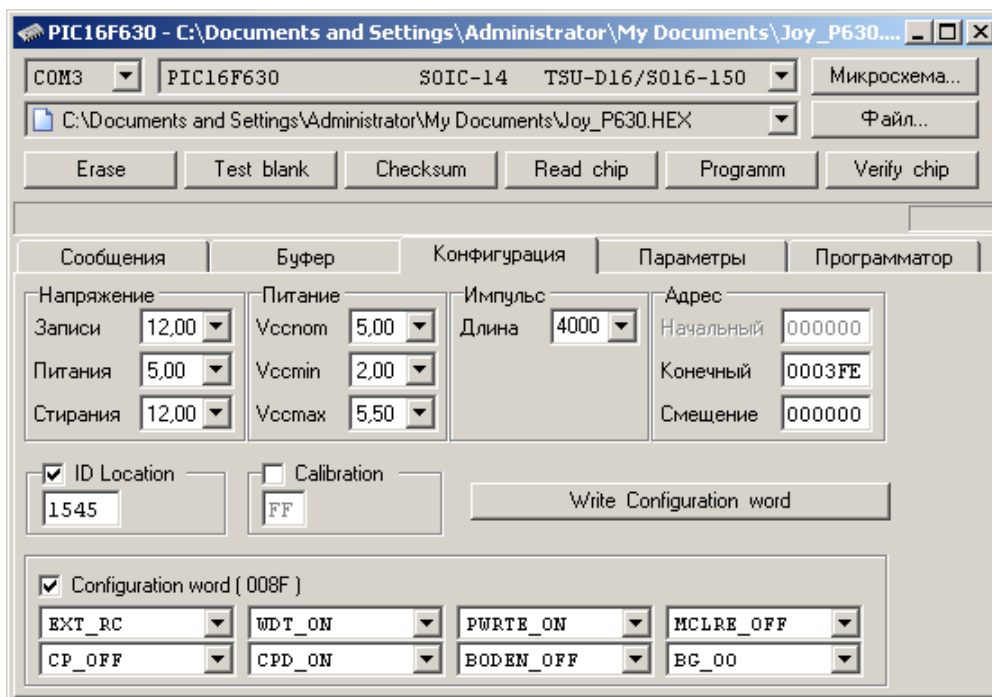 PIC16F630 - C:\Documents and Settings\Administrator\My Documents\Joy_P630....
COM3 PIC16F630 SOIC-14 TSU-D16/SO16-150 Микросхема...
C:\Documents and Settings\Administrator\My Documents\Joy_P630.HEX Файл...
Erase Test blank Checksum Read chip Programm Verify chip
Сообщения Буфер Конфигурация Параметры Программатор
Напряжение Питание Импульс Адрес
Записи 12,00 Vccnom 5,00 Длина 4000 Начальный 000000
Питания 5,00 Vccmin 2,00 Конечный 0003FE
Стирания 12,00 Vccmax 5,50 Смещение 000000
ID Location Calibration
1545 FF Write Configuration word
Configuration word ( 008F )
EXT_RC WDT_ON PWRTE_ON MCLRE_OFF
CP_OFF CPD_ON BODEN_OFF BG_00